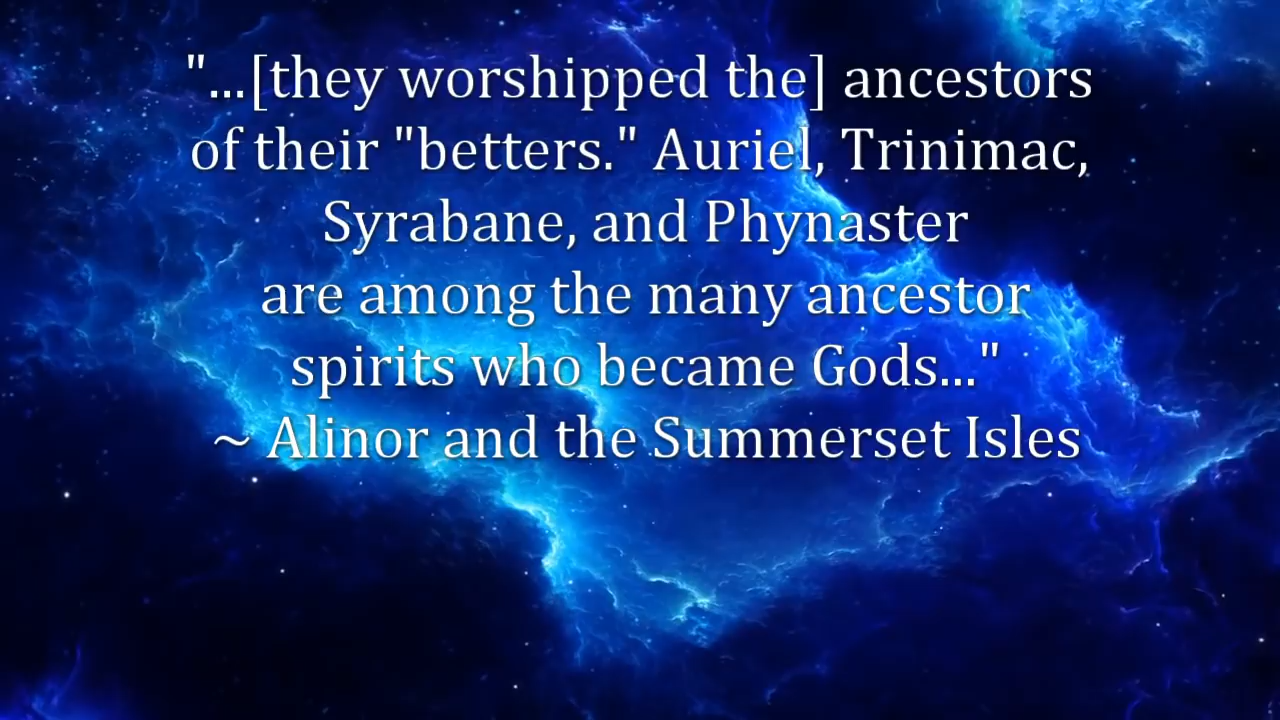 "...[they worshipped the] ancestors
of their "betters." Auriel, Trinimac,
Syrabane, and Phynaster
are among the many ancestor
spirits who became Gods..."
~ Alinor and the Summerset Isles